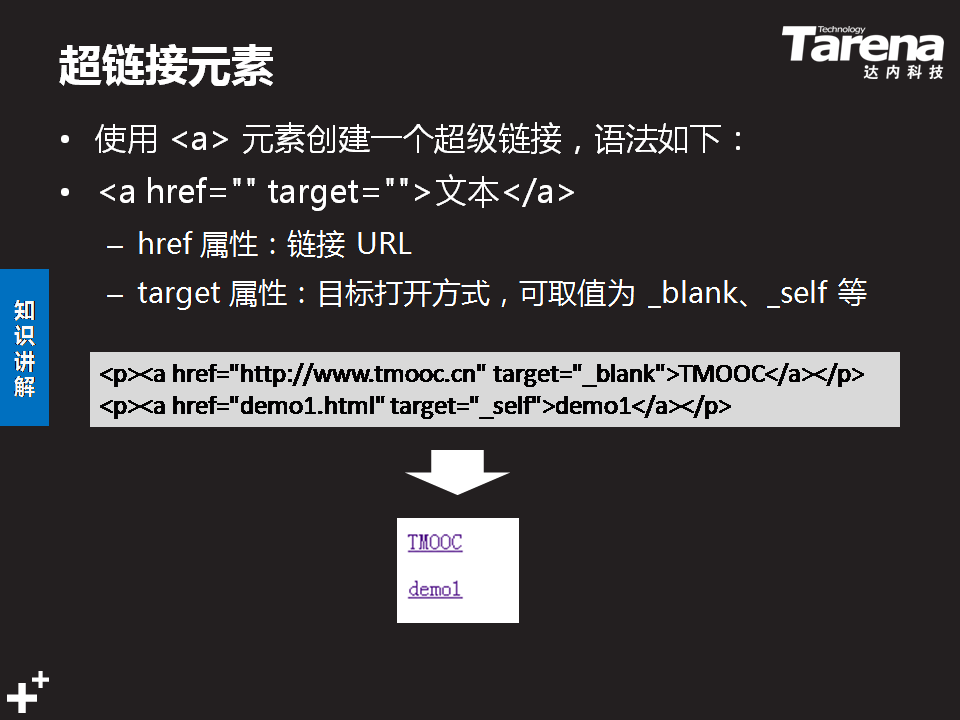 超链接元素
Technology
Tarena
达内科技
• 使用 <a> 元素创建一个超级链接，语法如下：
• <a href="" target="">文本</a>
– href 属性：链接 URL
– target 属性：目标打开方式，可取值为 _blank、_self 等
知识讲解
<p><a href="http://www.tmooc.cn" target="_blank">TMOOC</a></p>
<p><a href="demo1.html" target="_self">demo1</a></p>
TMOOC
demo1